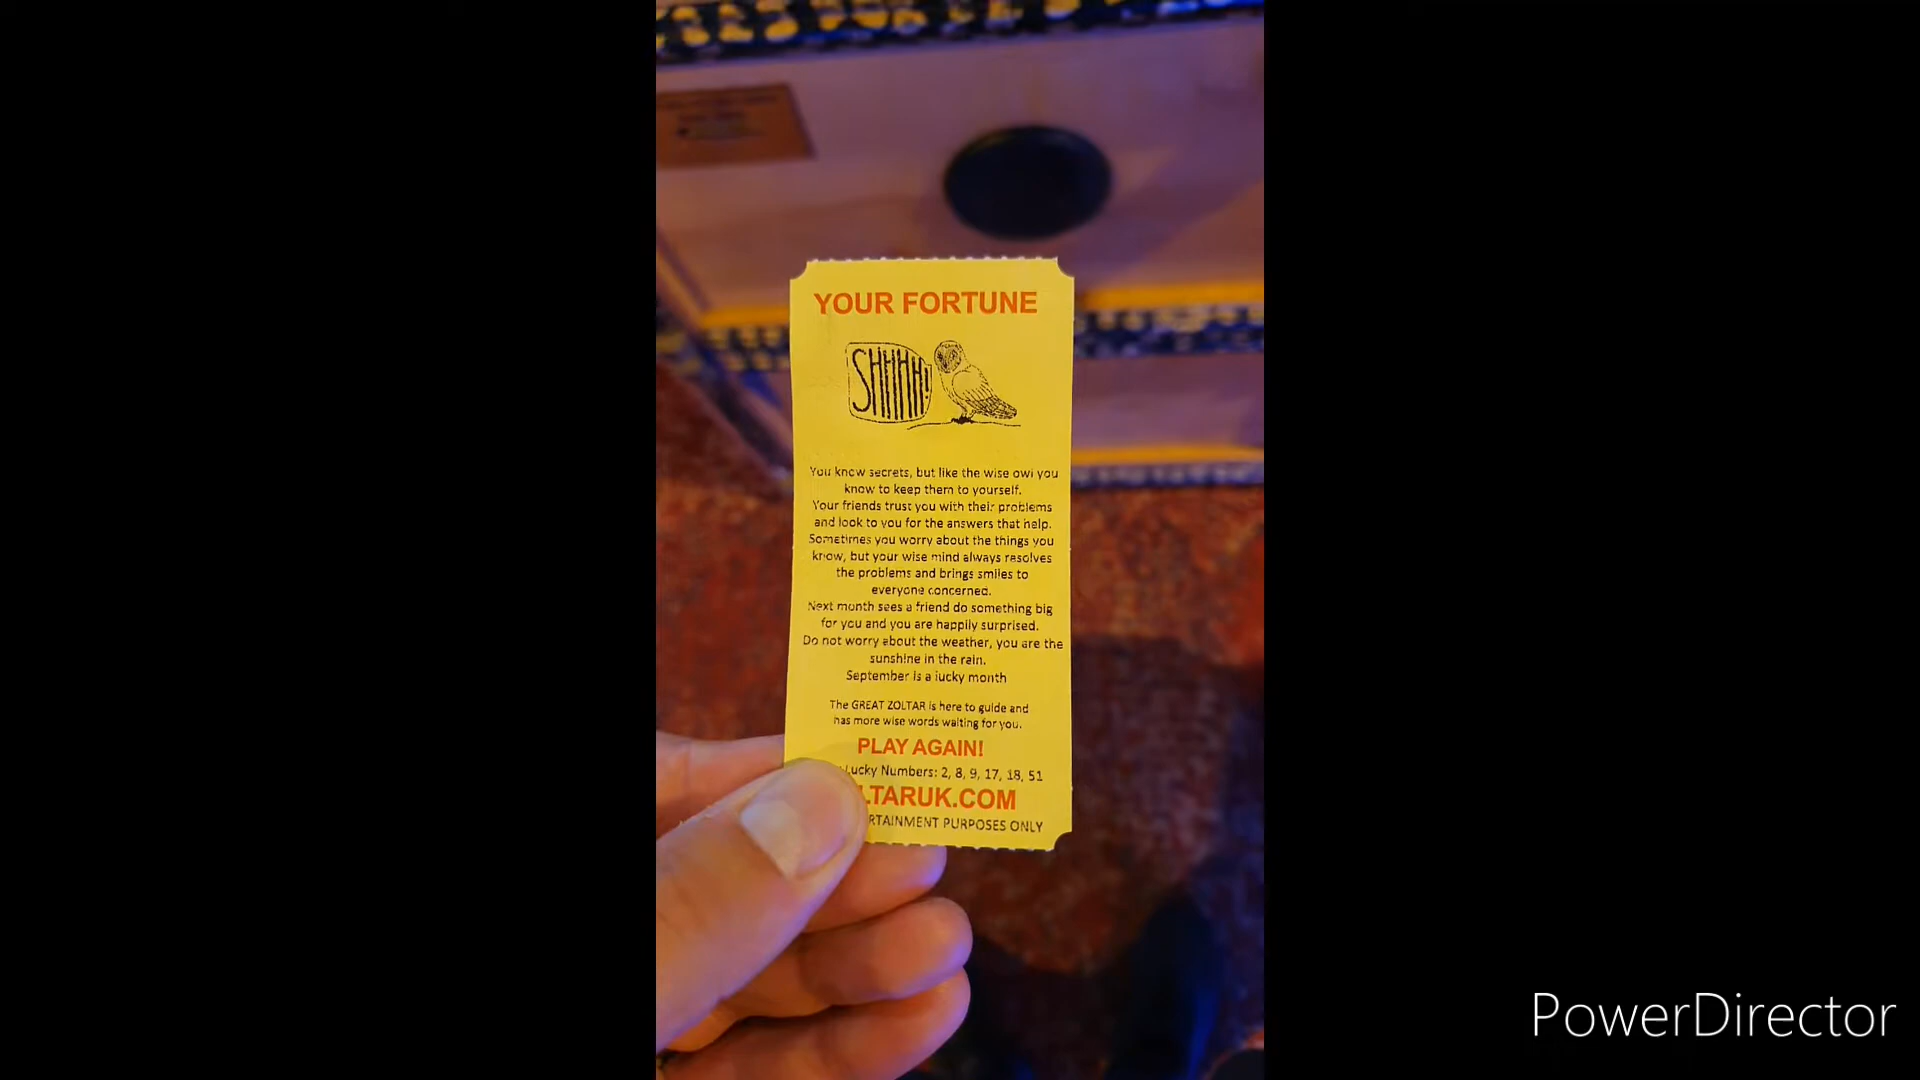 YOUR FORTUNE
SHHHH!
You know secrets, but like the wise owl you
know to keep them to yourself.
Your friends trust you with their problems
and look to you for the answers that help.
Sometimes you worry about the things you
know, but your wise mind always resolves
the problems and brings smiles to
everyone concerned.
Next month sees a friend do something big
for you and you are happily surprised.
Do not worry about the weather, you are the
sunshine in the rain.
September is a lucky month
The GREAT ZOLTAR is here to guide and
has more wise words waiting for you.
PLAY AGAIN!
Lucky Numbers: 2, 8, 9, 17, 18, 51
LTARUK.COM
RTAINMENT PURPOSES ONLY
PowerDirector